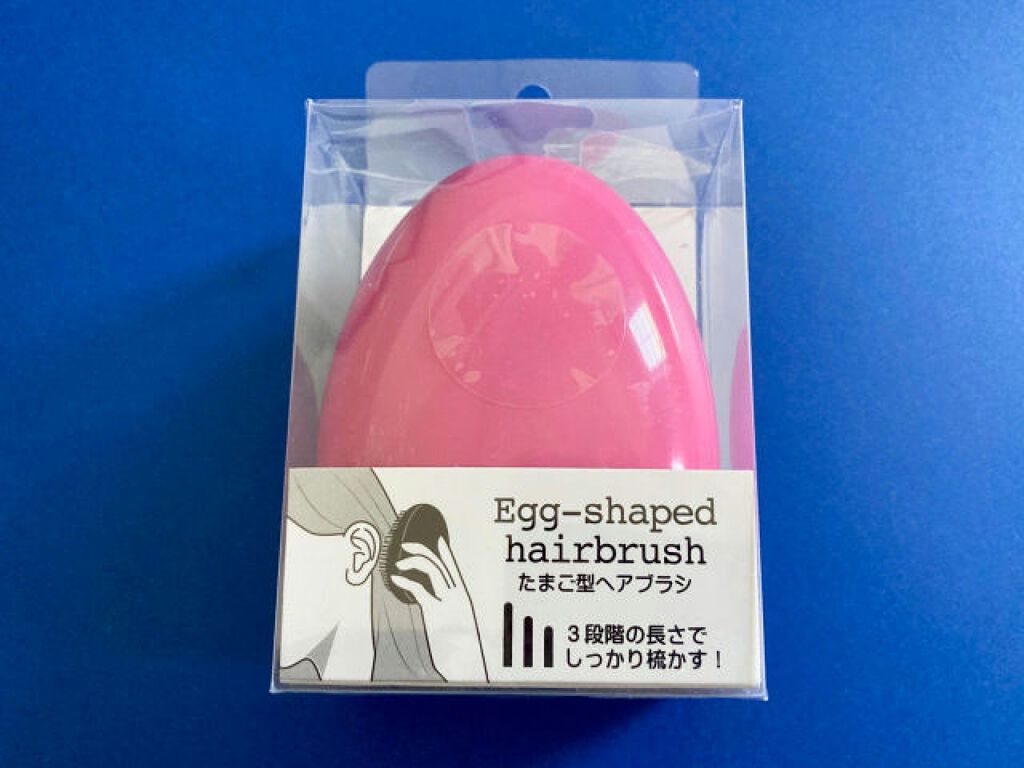 Egg-shaped
hairbrush
たまご型ヘアブラシ
3段階の長さで
しっかり梳かす!